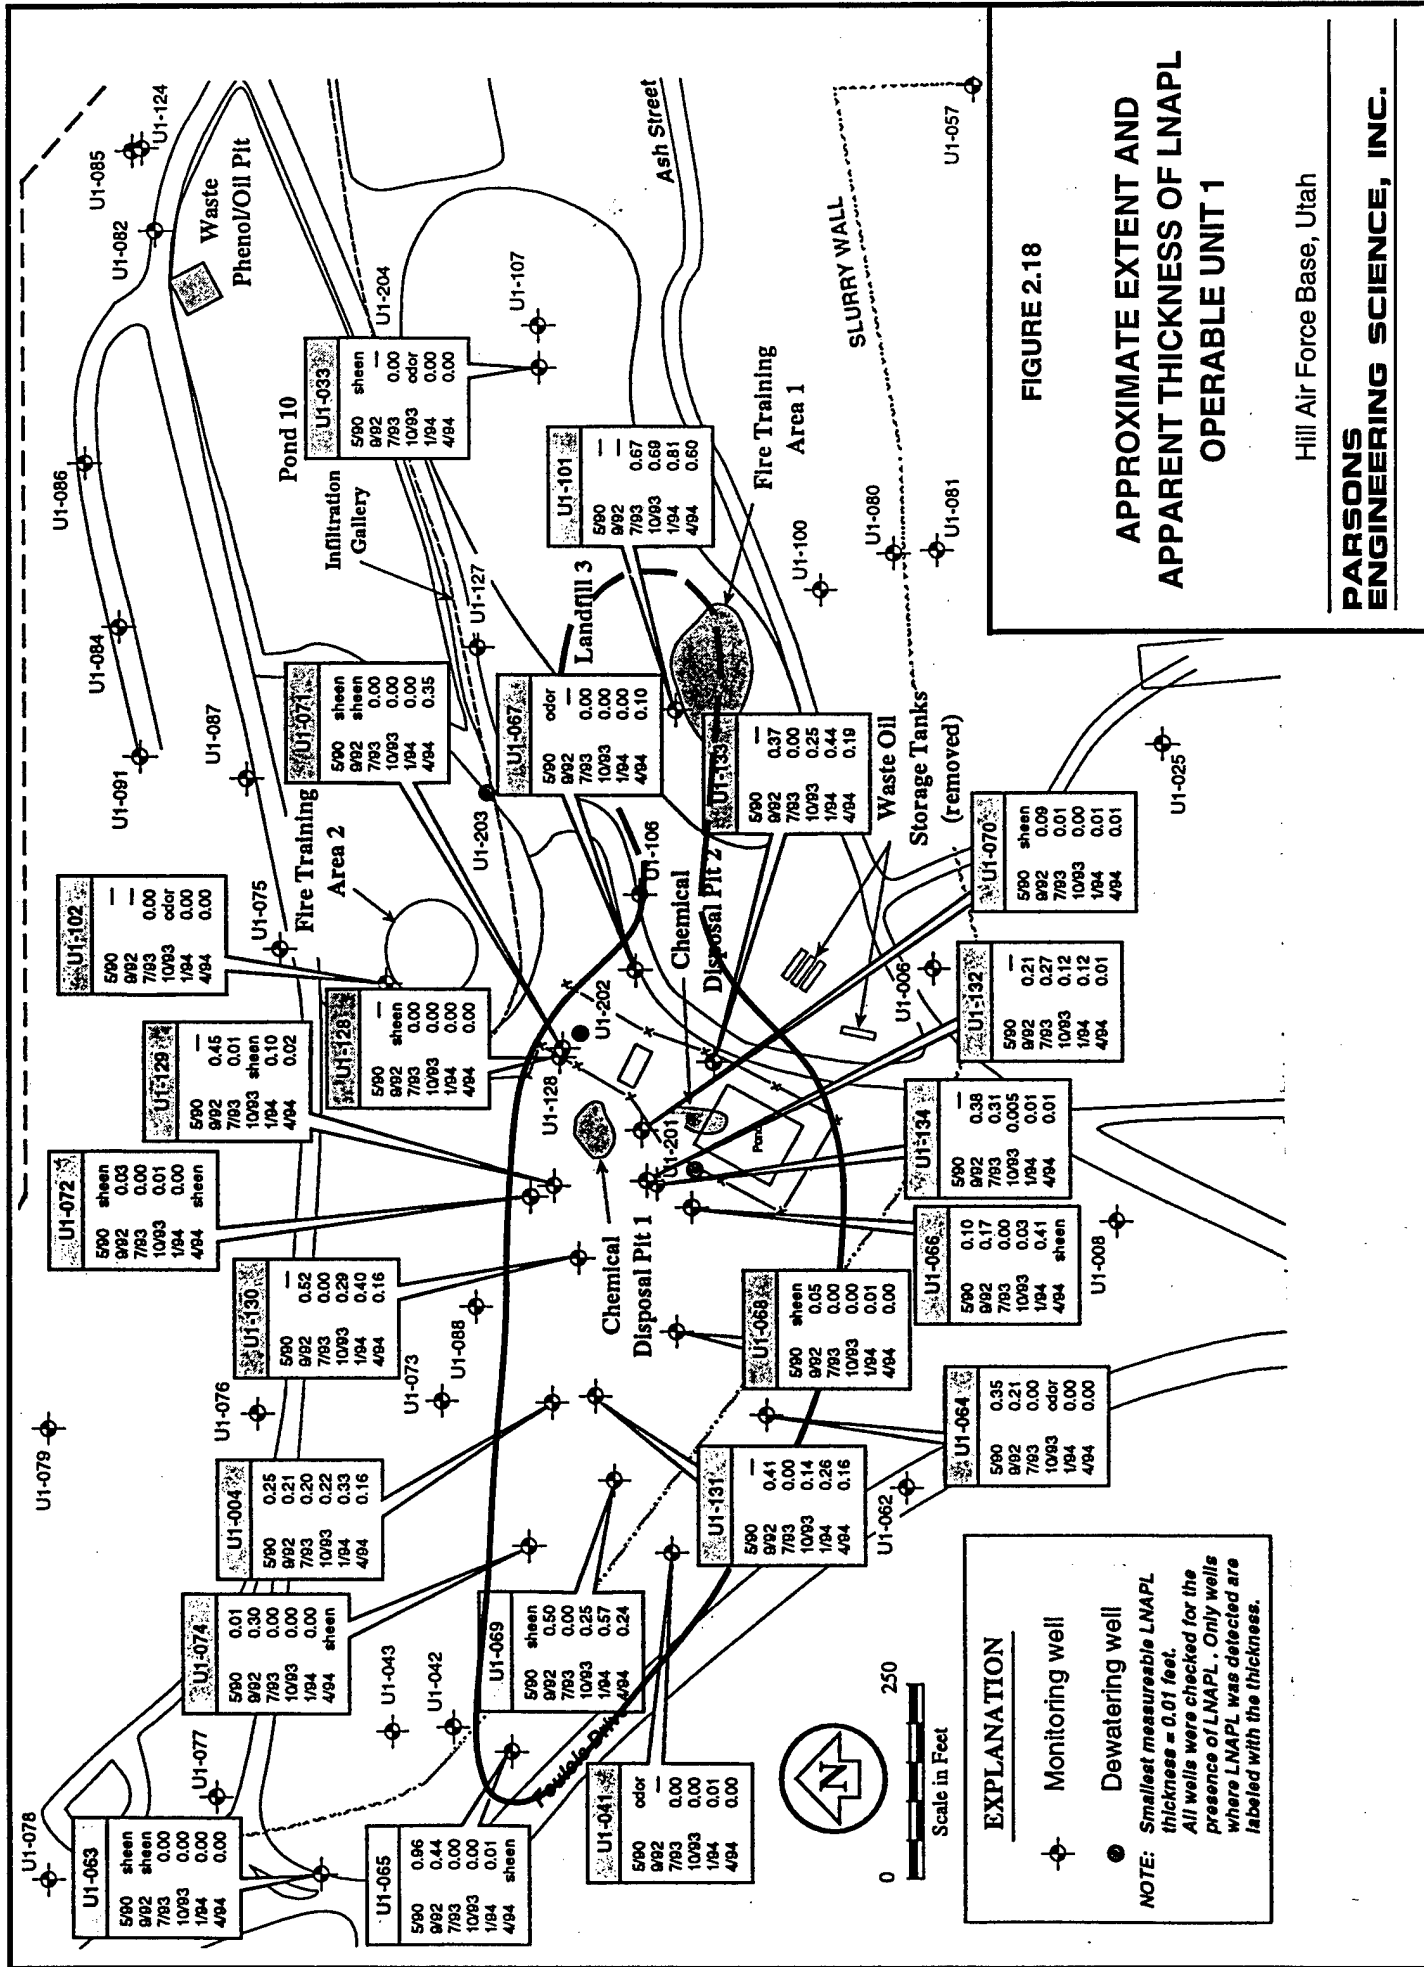 U1-078
U1-077
U1-079
U1-076
U1-073
U1-088
U1-043
U1-042
U1-063
5/90 sheen
9/92 sheen
7/93 0.00
10/93 0.00
1/94 0.00
4/94 0.00
U1-074
5/90 0.01
9/92 0.30
7/93 0.00
10/93 0.00
1/94 0.00
4/94 sheen
U1-004
5/90 0.25
9/92 0.21
7/93 0.20
10/93 0.22
1/94 0.33
4/94 0.16
U1-130
5/90 —
9/92 0.52
7/93 0.00
10/93 0.29
1/94 0.40
4/94 0.16
U1-072
5/90 sheen
9/92 0.03
7/93 0.00
10/93 0.01
1/94 0.00
4/94 sheen
U1-129
5/90 —
9/92 0.45
7/93 0.01
10/93 sheen
1/94 0.10
4/94 0.02
U1-102
5/90 —
9/92 —
7/93 0.00
10/93 odor
1/94 0.00
4/94 0.00
U1-128
5/90 —
9/92 sheen
7/93 0.00
10/93 0.00
1/94 0.00
4/94 0.00
U1-071
5/90 sheen
9/92 sheen
7/93 0.00
10/93 0.00
1/94 0.00
4/94 0.35
U1-067
5/90 odor
9/92 —
7/93 0.00
10/93 0.00
1/94 0.00
4/94 0.10
U1-033
5/90 sheen
9/92 —
7/93 0.00
10/93 odor
1/94 0.00
4/94 0.00
U1-101
5/90 —
9/92 —
7/93 0.67
10/93 0.69
1/94 0.81
4/94 0.60
U1-133
5/90 —
9/92 0.37
7/93 0.00
10/93 0.25
1/94 0.44
4/94 0.19
U1-070
5/90 sheen
9/92 0.09
7/93 0.01
10/93 0.00
1/94 0.01
4/94 0.01
U1-132
5/90 —
9/92 0.21
7/93 0.27
10/93 0.12
1/94 0.12
4/94 0.01
U1-134
5/90 —
9/92 0.38
7/93 0.31
10/93 0.005
1/94 0.01
4/94 0.01
U1-066
5/90 0.10
9/92 0.17
7/93 0.00
10/93 0.03
1/94 0.41
4/94 sheen
U1-068
5/90 sheen
9/92 0.05
7/93 0.00
10/93 0.00
1/94 0.01
4/94 0.00
U1-064
5/90 0.35
9/92 0.21
7/93 0.00
10/93 odor
1/94 0.00
4/94 0.00
U1-131
5/90 —
9/92 0.41
7/93 0.00
10/93 0.14
1/94 0.26
4/94 0.16
U1-069
5/90 sheen
9/92 0.50
7/93 0.00
10/93 0.25
1/94 0.57
4/94 0.24
U1-065
5/90 0.96
9/92 0.44
7/93 0.00
10/93 0.00
1/94 0.01
4/94 sheen
U1-041
5/90 odor
9/92 —
7/93 0.00
10/93 0.00
1/94 0.01
4/94 0.00
U1-075
Fire Training
Area 2
U1-087
U1-091
U1-084
U1-086
U1-082
U1-085
U1-124
Waste
Phenol/Oil Pit
Pond 10
U1-204
Infiltration
Gallery
U1-107
U1-127
U1-203
Landfill 3
U1-106
U1-202
U1-128
U1-201
Pond
Chemical
Disposal Pit 1
Chemical
Disposal Pit 2
Fire Training
Area 1
Ash Street
U1-100
U1-080
U1-081
SLURRY WALL
U1-057
Waste Oil
Storage Tanks
(removed)
U1-006
U1-025
U1-008
U1-062
Drive
N
0 250
Scale in Feet
EXPLANATION
Monitoring well
Dewatering well
NOTE: Smallest measureable LNAPL
thickness = 0.01 feet.
All wells were checked for the
presence of LNAPL. Only wells
where LNAPL was detected are
labeled with the thickness.
FIGURE 2.18
APPROXIMATE EXTENT AND
APPARENT THICKNESS OF LNAPL
OPERABLE UNIT 1
Hill Air Force Base, Utah
PARSONS
ENGINEERING SCIENCE, INC.